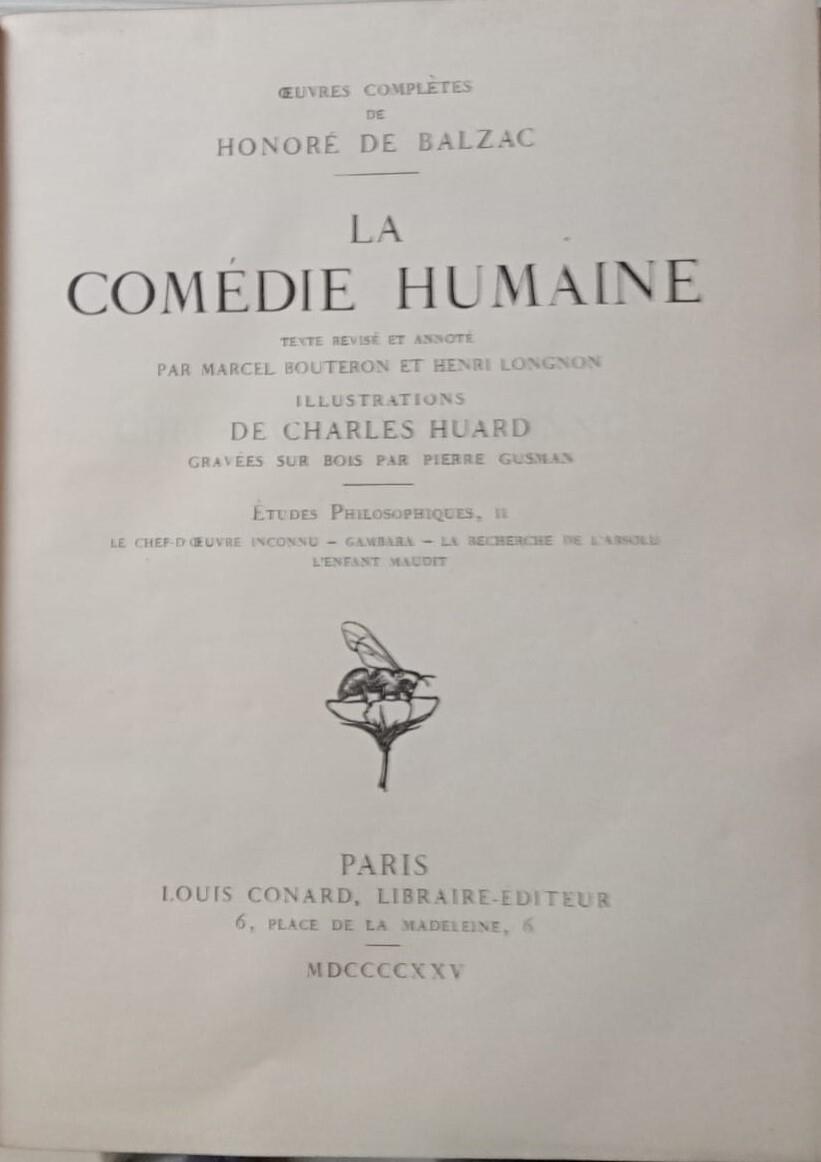 ŒUVRES COMPLÈTES
DE
HONORÉ DE BALZAC
LA
COMÉDIE HUMAINE
TEXTE REVISÉ ET ANNOTÉ
PAR MARCEL BOUTERON ET HENRI LONGNON
ILLUSTRATIONS
DE CHARLES HUARD
GRAVÉES SUR BOIS PAR PIERRE GUSMAN
ÉTUDES PHILOSOPHIQUES, II
LE CHEF-D'ŒUVRE INCONNU – GAMBARA – LA RECHERCHE DE L'ABSOLU
L'ENFANT MAUDIT
PARIS
LOUIS CONARD, LIBRAIRE-ÉDITEUR
6, PLACE DE LA MADELEINE, 6
MDCCCCXXV